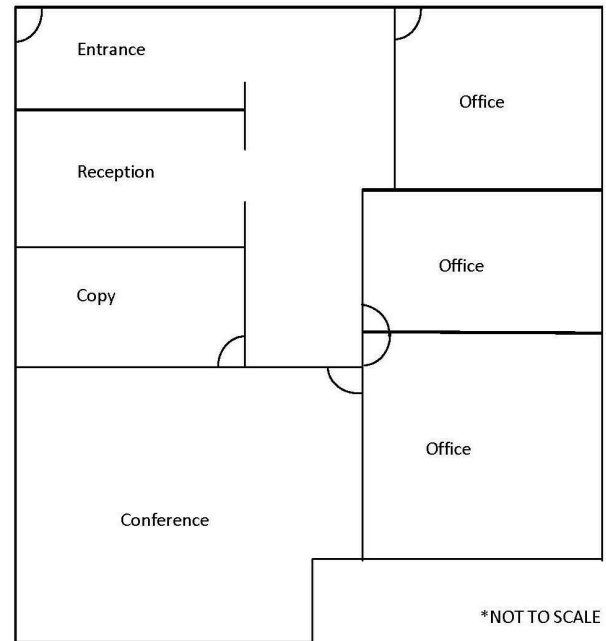 Entrance
Office
Reception
Office
Copy
Office
Conference
*NOT TO SCALE